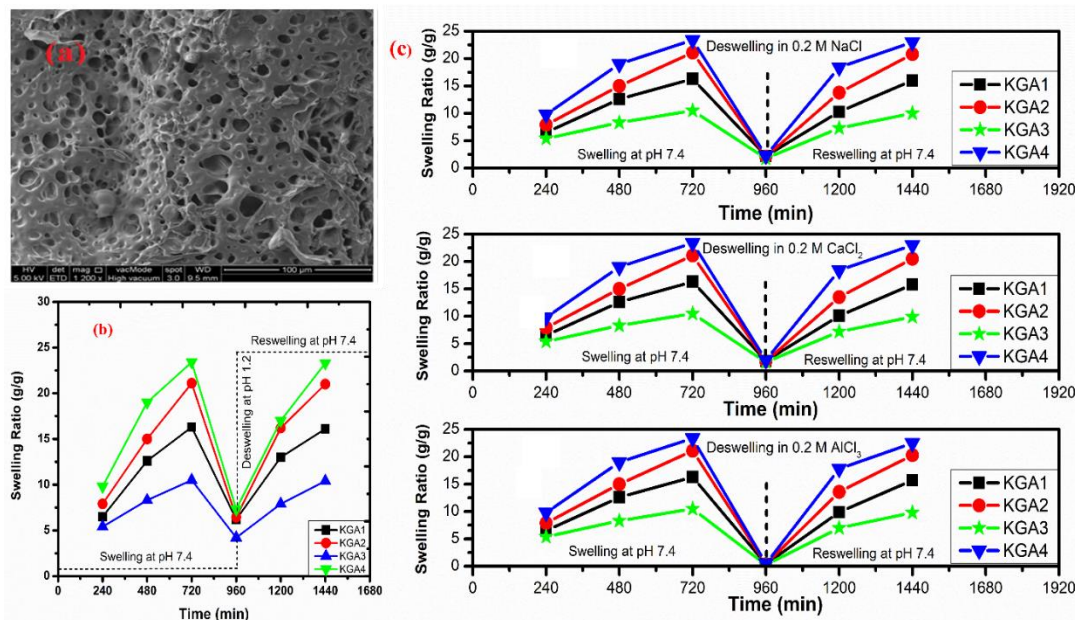 (a)
HV det mag □ vacMode spot WD
5.00 kV ETD 1 200 x High vacuum 3.0 9.5 mm
100 µm
(b)
Swelling Ratio (g/g)
30
25
20
15
10
5
0
Reswelling at pH 7.4
Deswelling at pH 1.2
Swelling at pH 7.4
KGA1
KGA2
KGA3
KGA4
0 240 480 720 960 1200 1440 1680
Time (min)
(c)
Swelling Ratio (g/g)
25
20
15
10
5
0
Deswelling in 0.2 M NaCl
Swelling at pH 7.4
Reswelling at pH 7.4
KGA1
KGA2
KGA3
KGA4
0 240 480 720 960 1200 1440 1680 1920
Time (min)
Swelling Ratio (g/g)
25
20
15
10
5
0
Deswelling in 0.2 M CaCl₂
Swelling at pH 7.4
Reswelling at pH 7.4
KGA1
KGA2
KGA3
KGA4
0 240 480 720 960 1200 1440 1680 1920
Time (min)
Swelling Ratio (g/g)
25
20
15
10
5
0
Deswelling in 0.2 M AlCl₃
Swelling at pH 7.4
Reswelling at pH 7.4
KGA1
KGA2
KGA3
KGA4
0 240 480 720 960 1200 1440 1680 1920
Time (min)